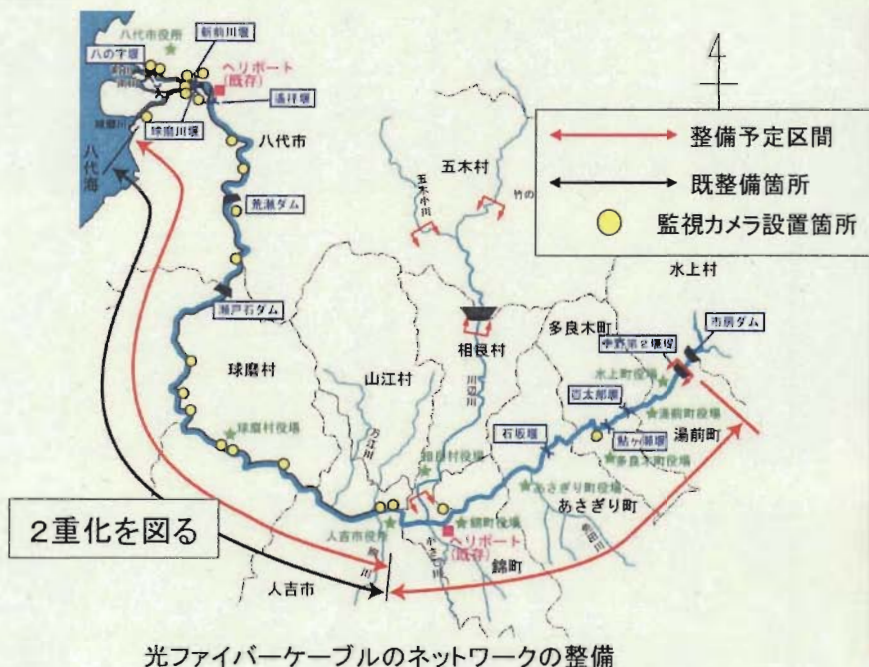 八代市役所
新前川堰
八の字堰
ヘリポート
(既存)
遙拝堰
球磨川堰
球磨川
八代海
八代市
荒瀬ダム
瀬戸石ダム
五木村
五木小川
竹の
整備予定区間
既整備箇所
監視カメラ設置箇所
水上村
多良木町
相良村
市房ダム
幸野第2堰堤
水上町役場
球磨村
山江村
川辺川
百太郎堰
湯前町役場
石坂堰
鮎ヶ瀬堰
湯前町
球磨村役場
万江川
相良村役場
多良木町役場
あさぎり町役場
あさぎり町
2重化を図る
人吉市役所
錦町役場
ヘリポート
(既存)
錦町
人吉市
光ファイバーケーブルのネットワークの整備